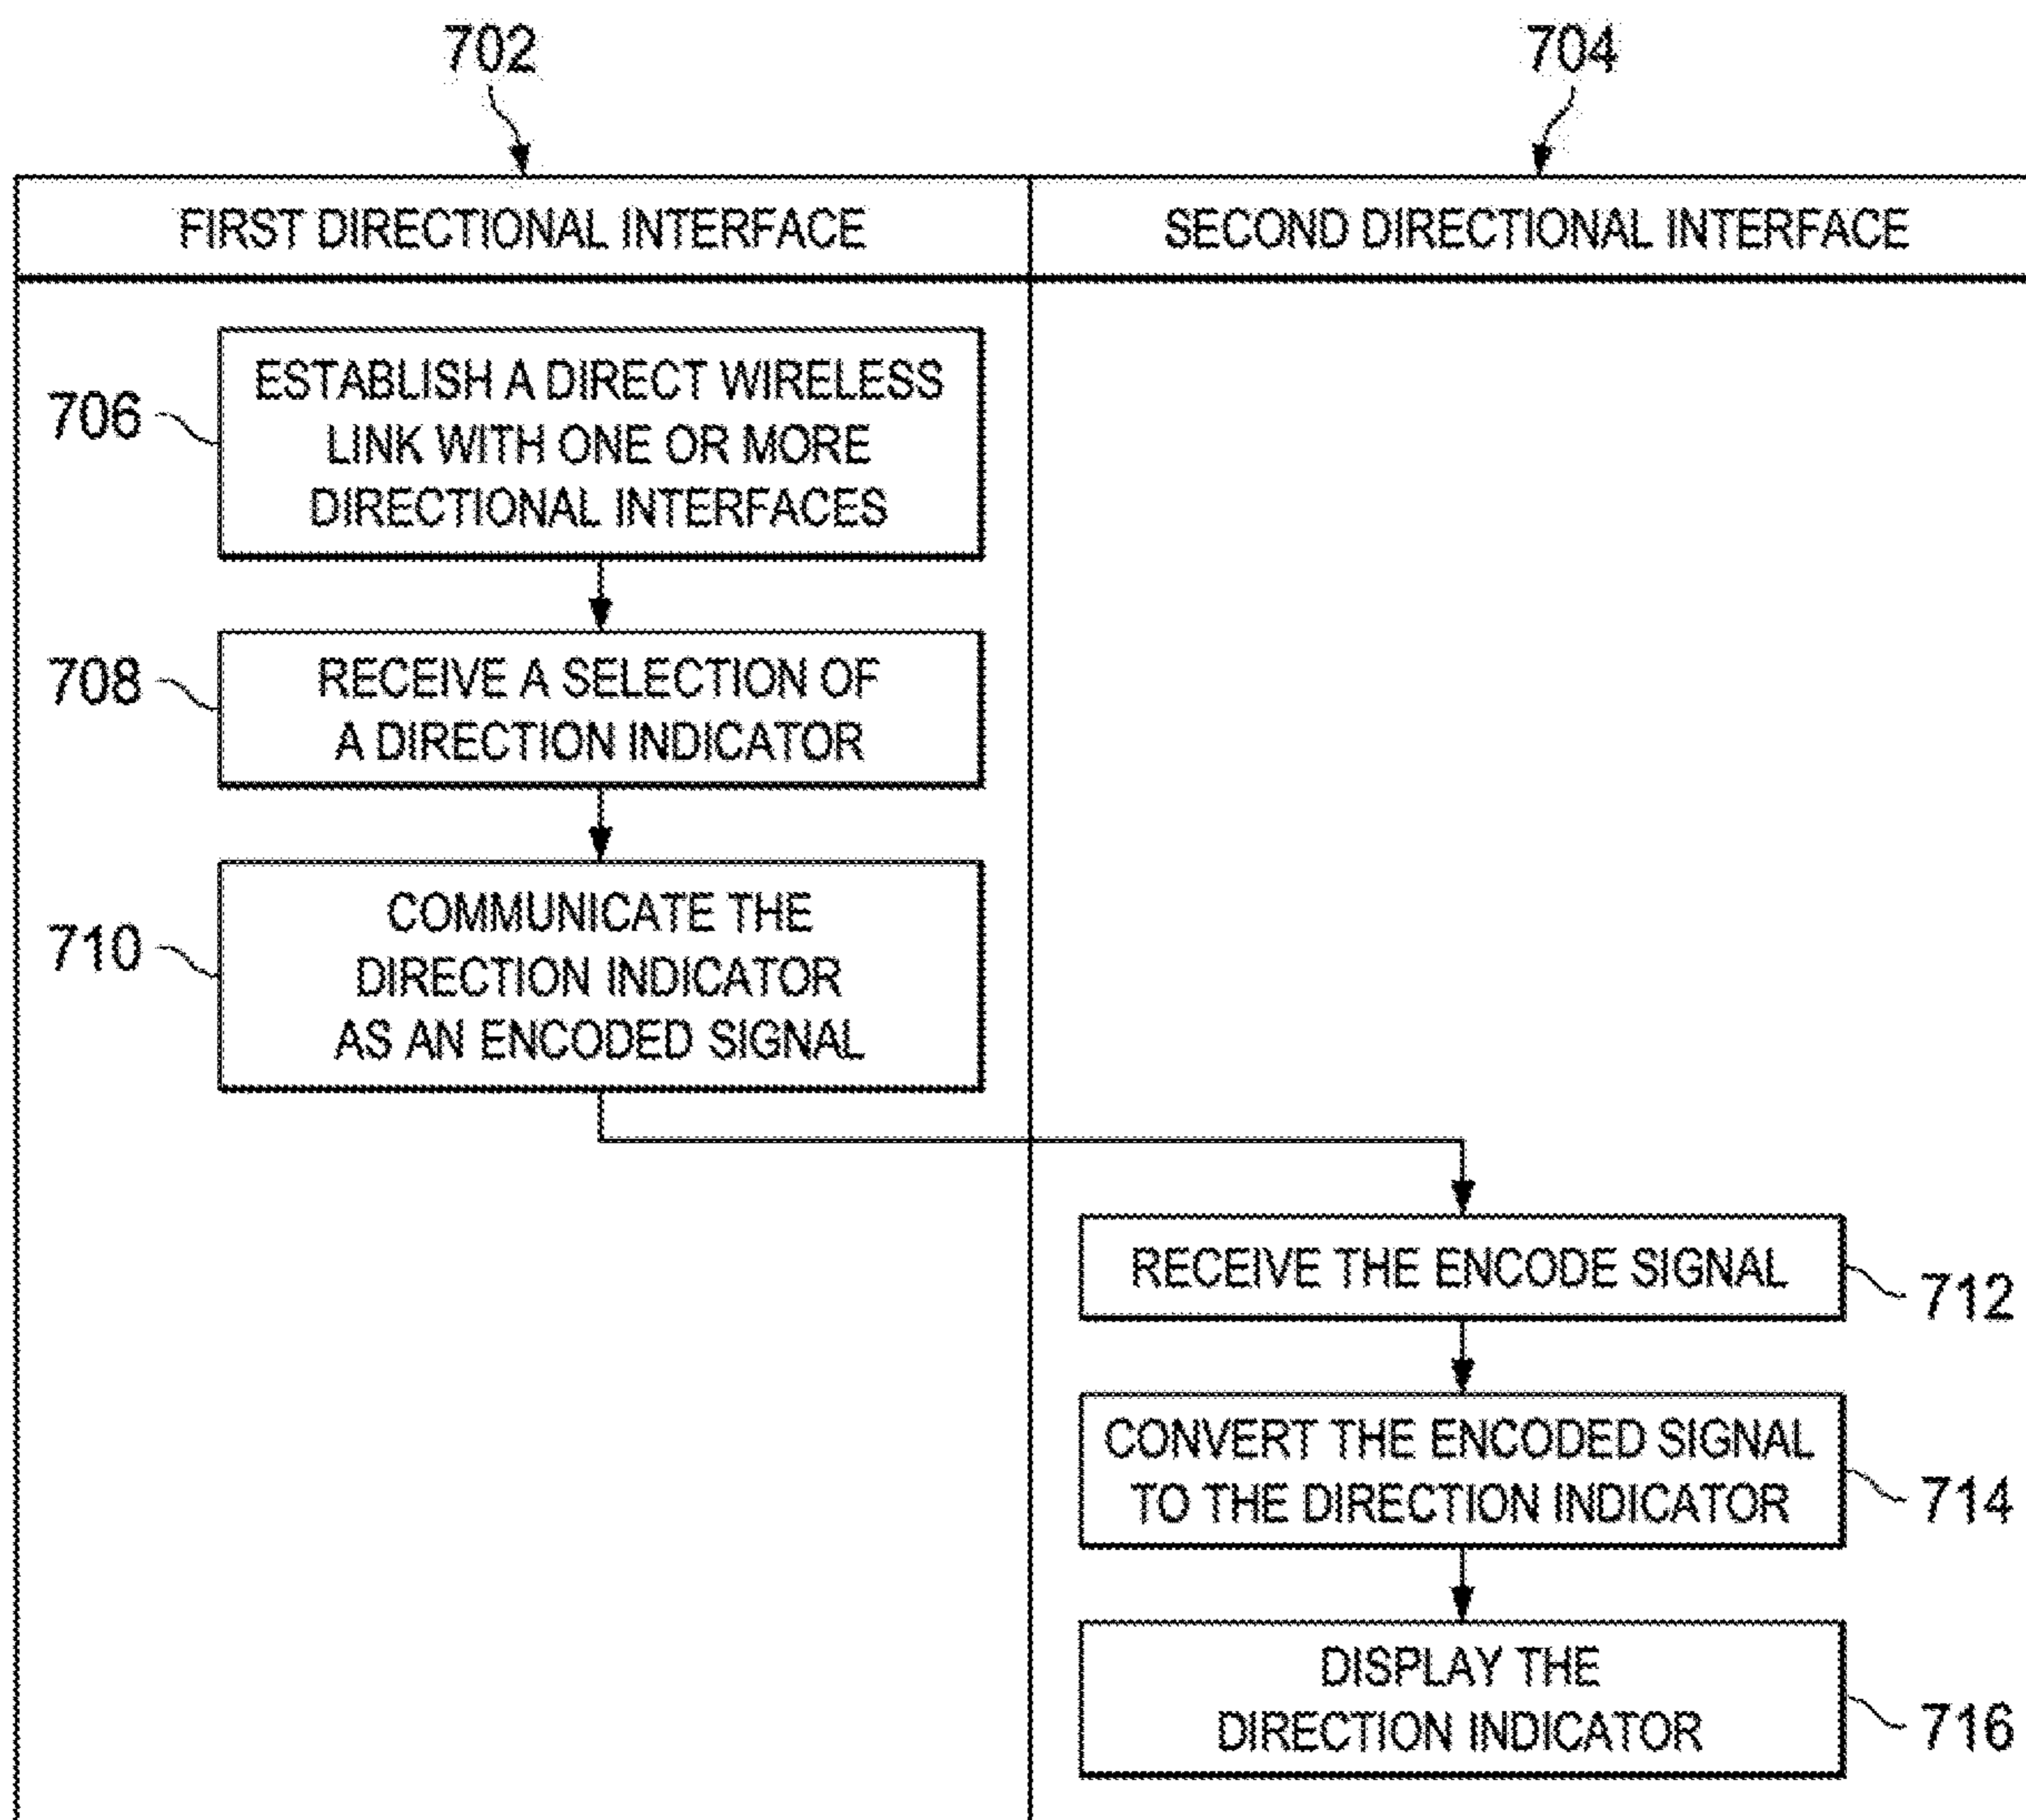 702
704
FIRST DIRECTIONAL INTERFACE
SECOND DIRECTIONAL INTERFACE
706
ESTABLISH A DIRECT WIRELESS
LINK WITH ONE OR MORE
DIRECTIONAL INTERFACES
708
RECEIVE A SELECTION OF
A DIRECTION INDICATOR
710
COMMUNICATE THE
DIRECTION INDICATOR
AS AN ENCODED SIGNAL
RECEIVE THE ENCODE SIGNAL
712
CONVERT THE ENCODED SIGNAL
TO THE DIRECTION INDICATOR
714
DISPLAY THE
DIRECTION INDICATOR
716